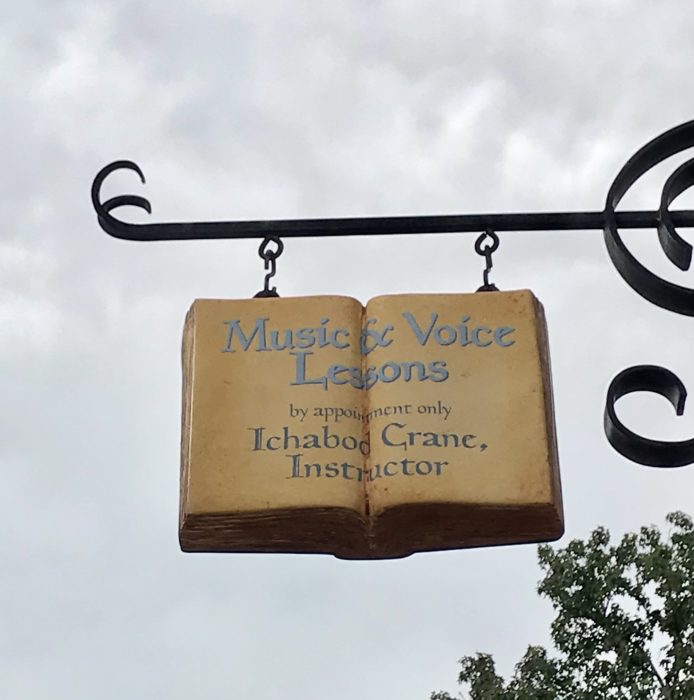 Music & Voice
Lessons
by appointment only
Ichabod Crane,
Instructor